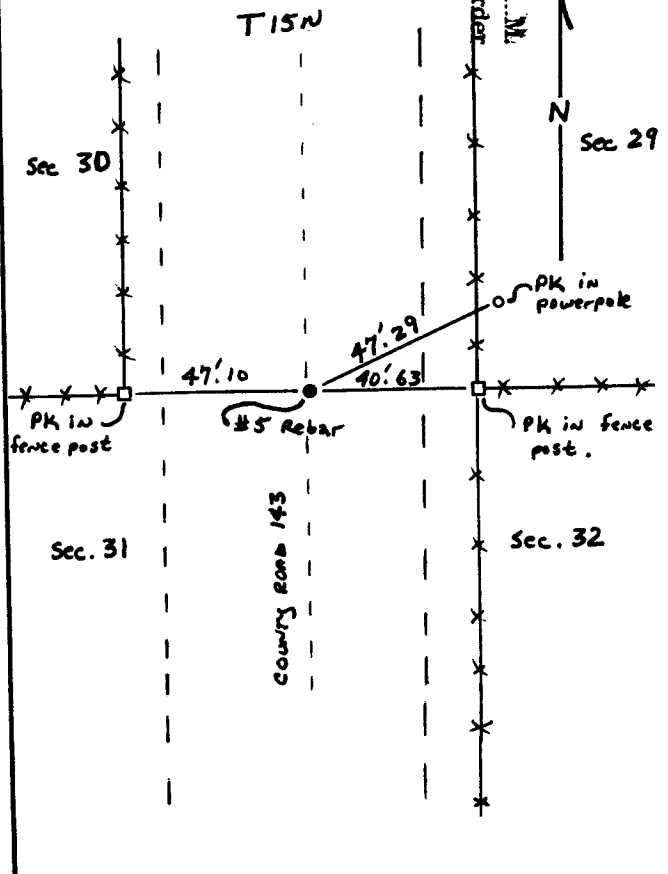 T15N
M.
rder
N
Sec 30
Sec 29
PK in
powerpole
47.'29
47.'10
40.'63
PK in
fence post
#5 Rebar
PK in fence
post.
COUNTY ROAD 143
Sec. 31
Sec. 32